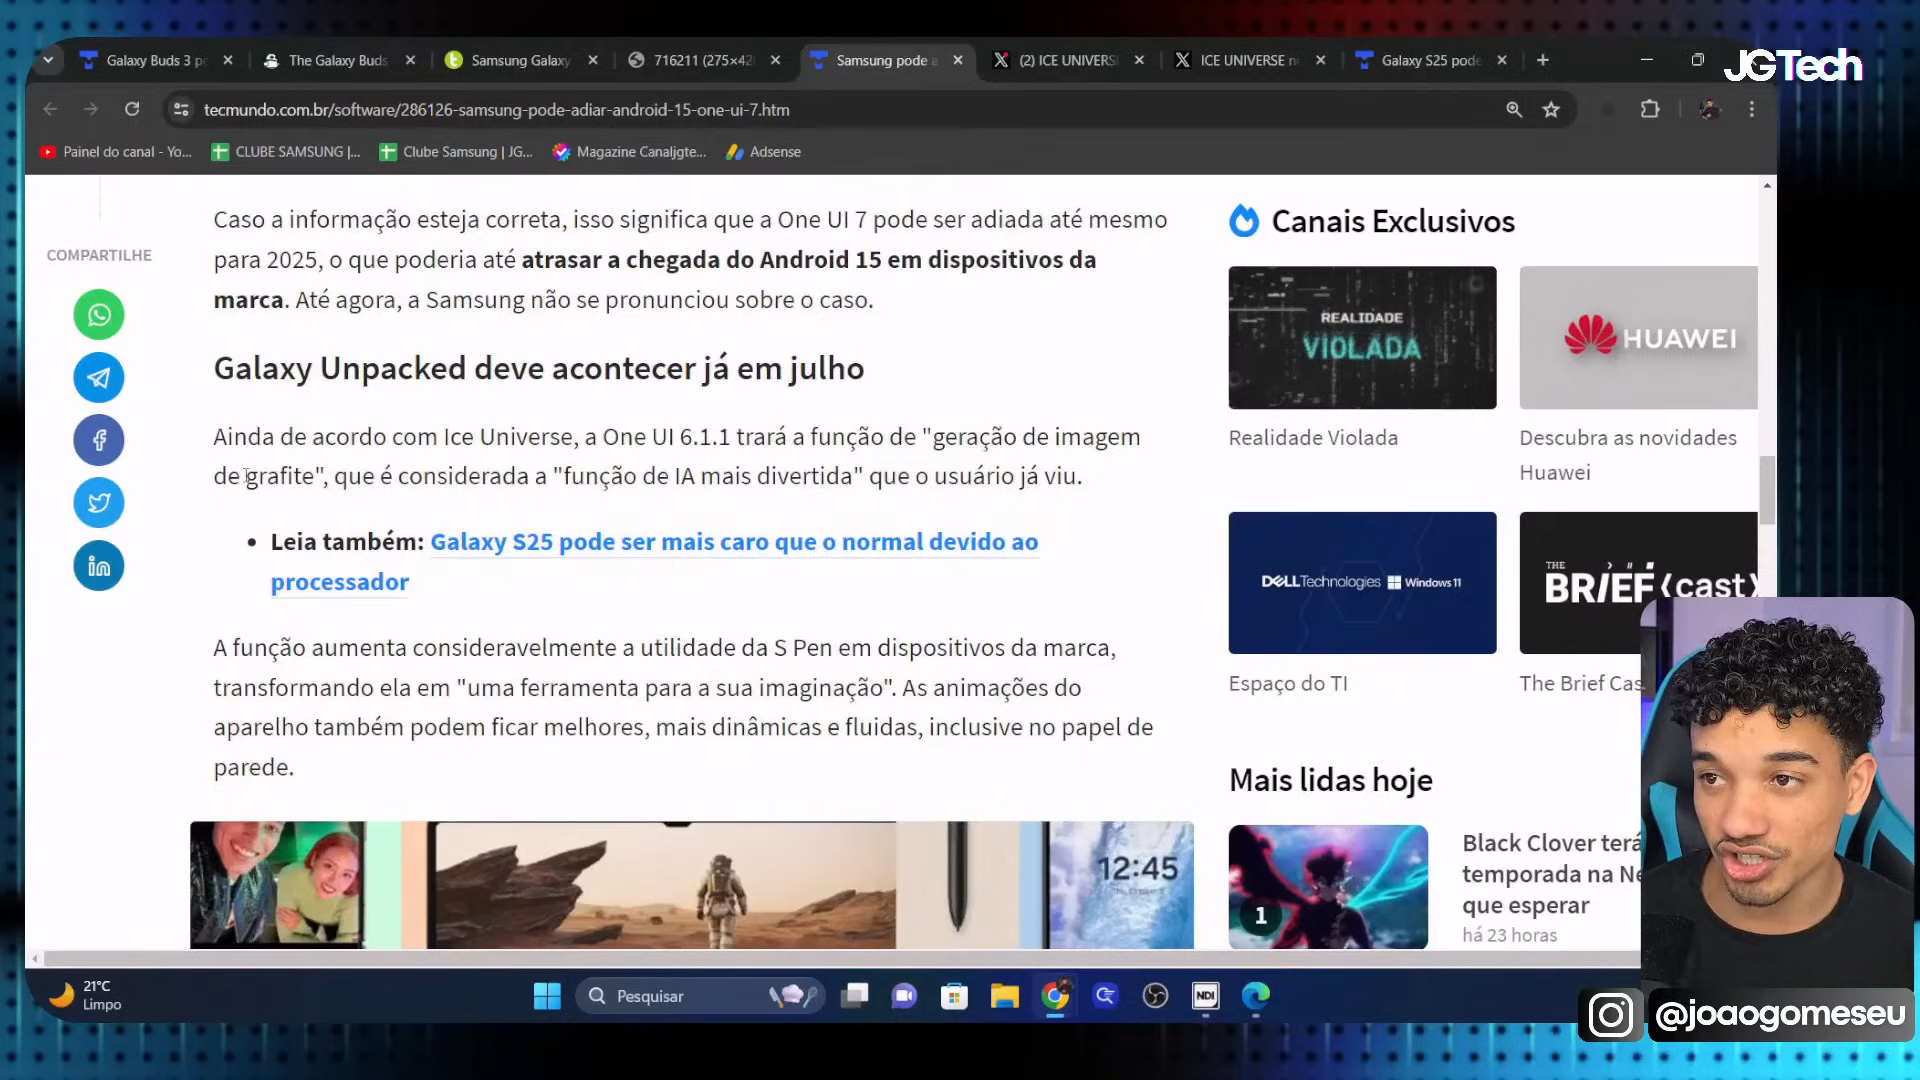 Galaxy Buds 3 p
The Galaxy Buds
Samsung Galaxy
716211 (275×42
Samsung pode a
(2) ICE UNIVERS
ICE UNIVERSE n
Galaxy S25 pod
JGTech
tecmundo.com.br/software/286126-samsung-pode-adiar-android-15-one-ui-7.htm
Painel do canal - Yo...
CLUBE SAMSUNG |...
Clube Samsung | JG...
Magazine Canaljgte...
Adsense
COMPARTILHE
Caso a informação esteja correta, isso significa que a One UI 7 pode ser adiada até mesmo
para 2025, o que poderia até atrasar a chegada do Android 15 em dispositivos da
marca. Até agora, a Samsung não se pronunciou sobre o caso.
Galaxy Unpacked deve acontecer já em julho
Ainda de acordo com Ice Universe, a One UI 6.1.1 trará a função de "geração de imagem
de grafite", que é considerada a "função de IA mais divertida" que o usuário já viu.
• Leia também: Galaxy S25 pode ser mais caro que o normal devido ao
processador
A função aumenta consideravelmente a utilidade da S Pen em dispositivos da marca,
transformando ela em "uma ferramenta para a sua imaginação". As animações do
aparelho também podem ficar melhores, mais dinâmicas e fluidas, inclusive no papel de
parede.
12:45
Canais Exclusivos
REALIDADE
VIOLADA
HUAWEI
Realidade Violada
Descubra as novidades
Huawei
DELLTechnologies Windows 11
THE
BR/EF (cast)
Espaço do TI
The Brief Cas
Mais lidas hoje
1
Black Clover terá
temporada na Ne
que esperar
há 23 horas
21°C
Limpo
Pesquisar
NDI
@joaogomeseu